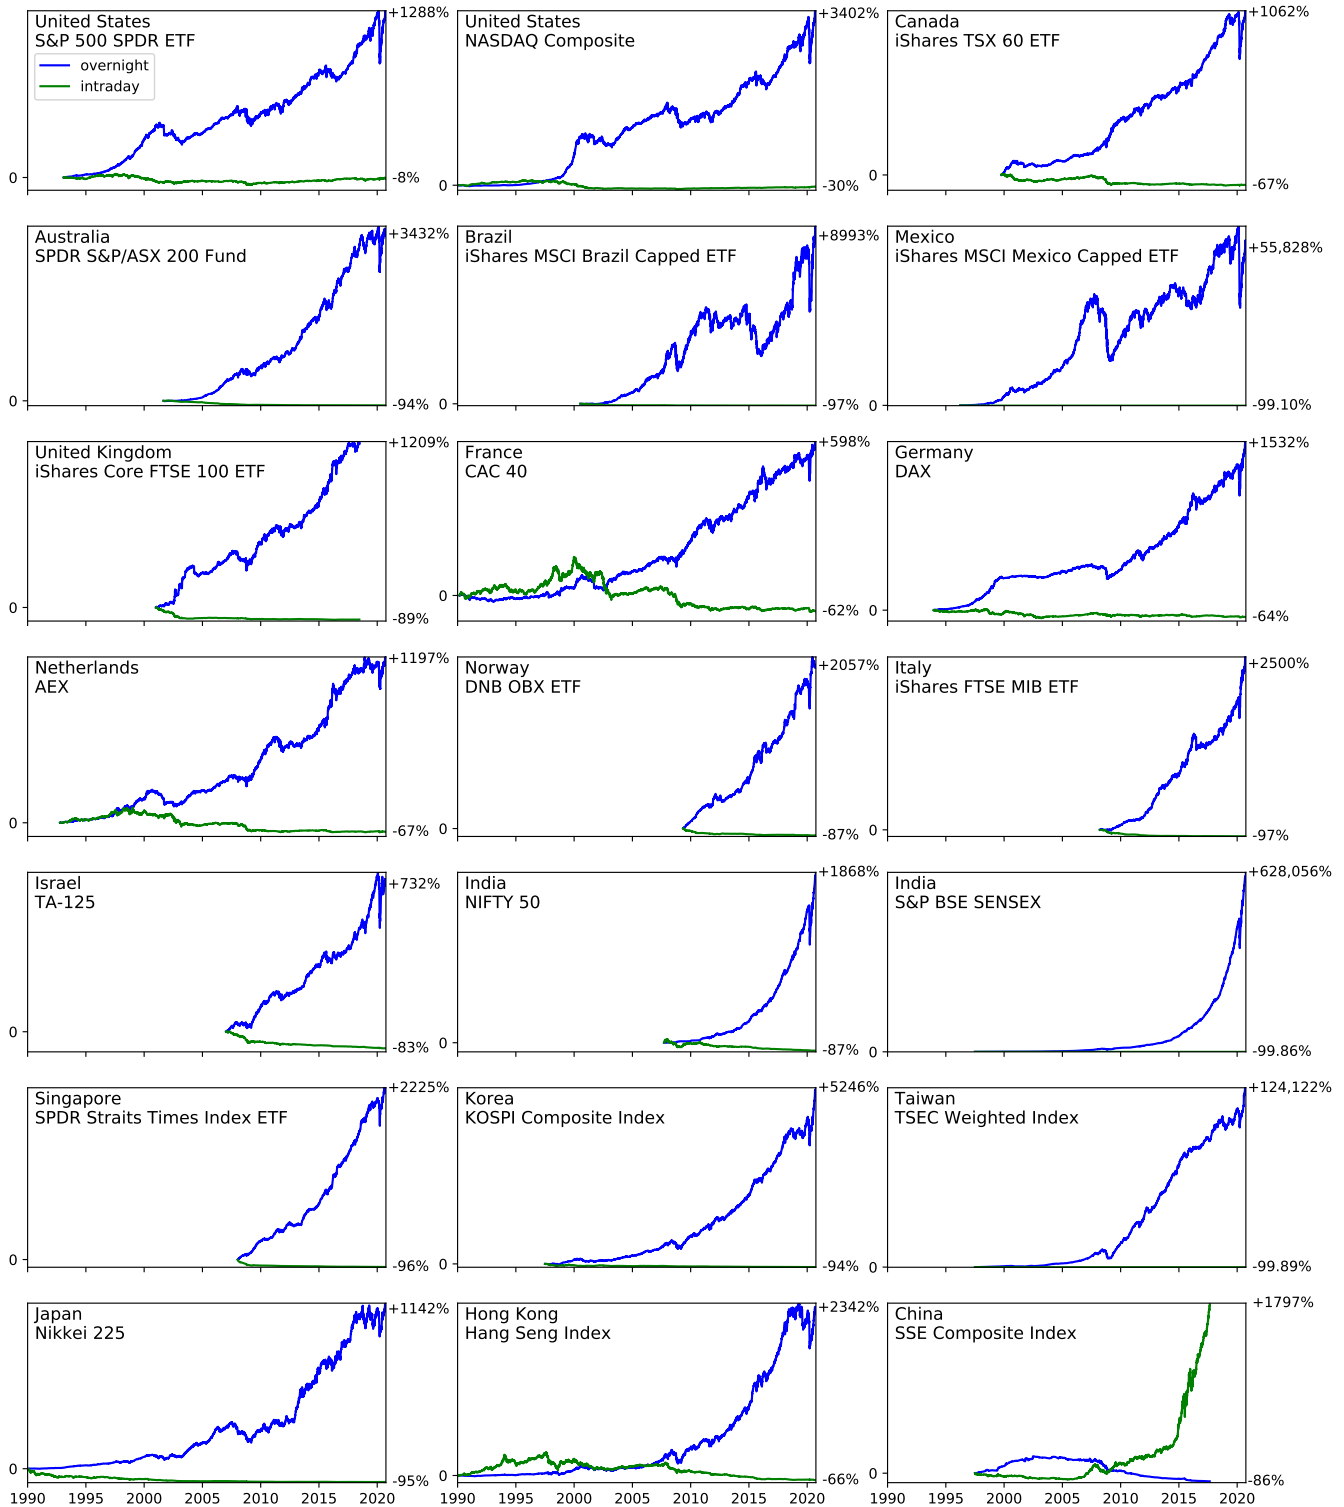 United States
S&P 500 SPDR ETF
overnight
intraday
+1288%
0
-8%
United States
NASDAQ Composite
+3402%
0
-30%
Canada
iShares TSX 60 ETF
+1062%
0
-67%
Australia
SPDR S&P/ASX 200 Fund
+3432%
0
-94%
Brazil
iShares MSCI Brazil Capped ETF
+8993%
0
-97%
Mexico
iShares MSCI Mexico Capped ETF
+55,828%
0
-99.10%
United Kingdom
iShares Core FTSE 100 ETF
+1209%
0
-89%
France
CAC 40
+598%
0
-62%
Germany
DAX
+1532%
0
-64%
Netherlands
AEX
+1197%
0
-67%
Norway
DNB OBX ETF
+2057%
0
-87%
Italy
iShares FTSE MIB ETF
+2500%
0
-97%
Israel
TA-125
+732%
0
-83%
India
NIFTY 50
+1868%
0
-87%
India
S&P BSE SENSEX
+628,056%
0
-99.86%
Singapore
SPDR Straits Times Index ETF
+2225%
0
-96%
Korea
KOSPI Composite Index
+5246%
0
-94%
Taiwan
TSEC Weighted Index
+124,122%
0
-99.89%
Japan
Nikkei 225
+1142%
0
-95%
1990 1995 2000 2005 2010 2015 2020
Hong Kong
Hang Seng Index
+2342%
0
-66%
1990 1995 2000 2005 2010 2015 2020
China
SSE Composite Index
+1797%
0
-86%
1990 1995 2000 2005 2010 2015 2020